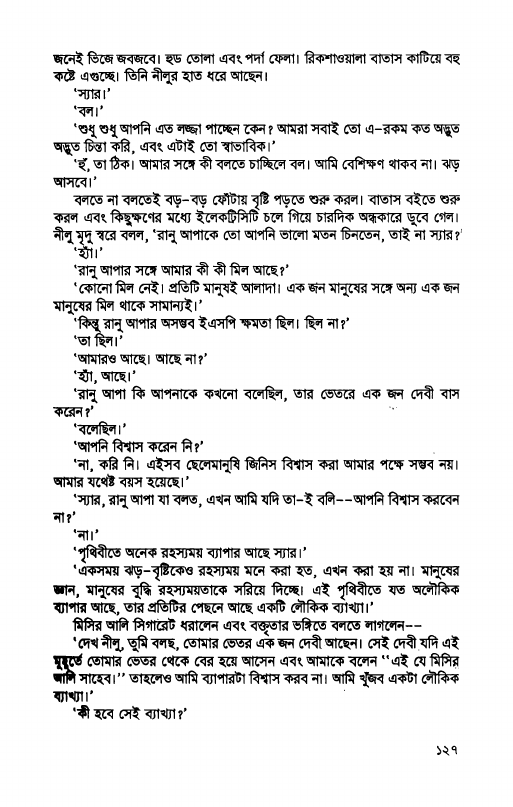 জনেই ভিজে জবজবে। হুড তোলা এবং পর্দা ফেলা। রিকশাওয়ালা বাতাস কাটিয়ে বহু
কষ্টে এগুচ্ছে। তিনি নীলুর হাত ধরে আছেন।
‘স্যার।’
‘বল।’
‘শুধু শুধু আপনি এত লজ্জা পাচ্ছেন কেন? আমরা সবাই তো এ–রকম কত অদ্ভুত
অদ্ভুত চিন্তা করি, এবং এটাই তো স্বাভাবিক।’
‘হুঁ, তা ঠিক। আমার সঙ্গে কী বলতে চাচ্ছিলে বল। আমি বেশিক্ষণ থাকব না। ঝড়
আসবে।’
বলতে না বলতেই বড়–বড় ফোঁটায় বৃষ্টি পড়তে শুরু করল। বাতাস বইতে শুরু
করল এবং কিছুক্ষণের মধ্যে ইলেকট্রিসিটি চলে গিয়ে চারদিক অন্ধকারে ডুবে গেল।
নীলু মৃদু স্বরে বলল, ‘রানু আপাকে তো আপনি ভালো মতন চিনতেন, তাই না স্যার?’
‘হ্যাঁ।’
‘রানু আপার সঙ্গে আমার কী কী মিল আছে?’
‘কোনো মিল নেই। প্রতিটি মানুষই আলাদা। এক জন মানুষের সঙ্গে অন্য এক জন
মানুষের মিল থাকে সামান্যই।’
‘কিন্তু রানু আপার অসম্ভব ইএসপি ক্ষমতা ছিল। ছিল না?’
‘তা ছিল।’
‘আমারও আছে। আছে না?’
‘হ্যাঁ, আছে।’
‘রানু আপা কি আপনাকে কখনো বলেছিল, তার ভেতরে এক জন দেবী বাস
করেন?’
‘বলেছিল।’
‘আপনি বিশ্বাস করেন নি?’
‘না, করি নি। এইসব ছেলেমানুষি জিনিস বিশ্বাস করা আমার পক্ষে সম্ভব নয়।
আমার যথেষ্ট বয়স হয়েছে।’
‘স্যার, রানু আপা যা বলত, এখন আমি যদি তা–ই বলি––আপনি বিশ্বাস করবেন
না?’
‘না।’
‘পৃথিবীতে অনেক রহস্যময় ব্যাপার আছে স্যার।’
‘একসময় ঝড়–বৃষ্টিকেও রহস্যময় মনে করা হত, এখন করা হয় না। মানুষের
জ্ঞান, মানুষের বুদ্ধি রহস্যময়তাকে সরিয়ে দিচ্ছে। এই পৃথিবীতে যত অলৌকিক
ব্যাপার আছে, তার প্রতিটির পেছনে আছে একটি লৌকিক ব্যাখ্যা।’
মিসির আলি সিগারেট ধরালেন এবং বক্তৃতার ভঙ্গিতে বলতে লাগলেন––
‘দেখ নীলু, তুমি বলছ, তোমার ভেতর এক জন দেবী আছেন। সেই দেবী যদি এই
মুহূর্তে তোমার ভেতর থেকে বের হয়ে আসেন এবং আমাকে বলেন “এই যে মিসির
আলি সাহেব।” তাহলেও আমি ব্যাপারটা বিশ্বাস করব না। আমি খুঁজব একটা লৌকিক
ব্যাখ্যা।’
‘কী হবে সেই ব্যাখ্যা?’
১২৭